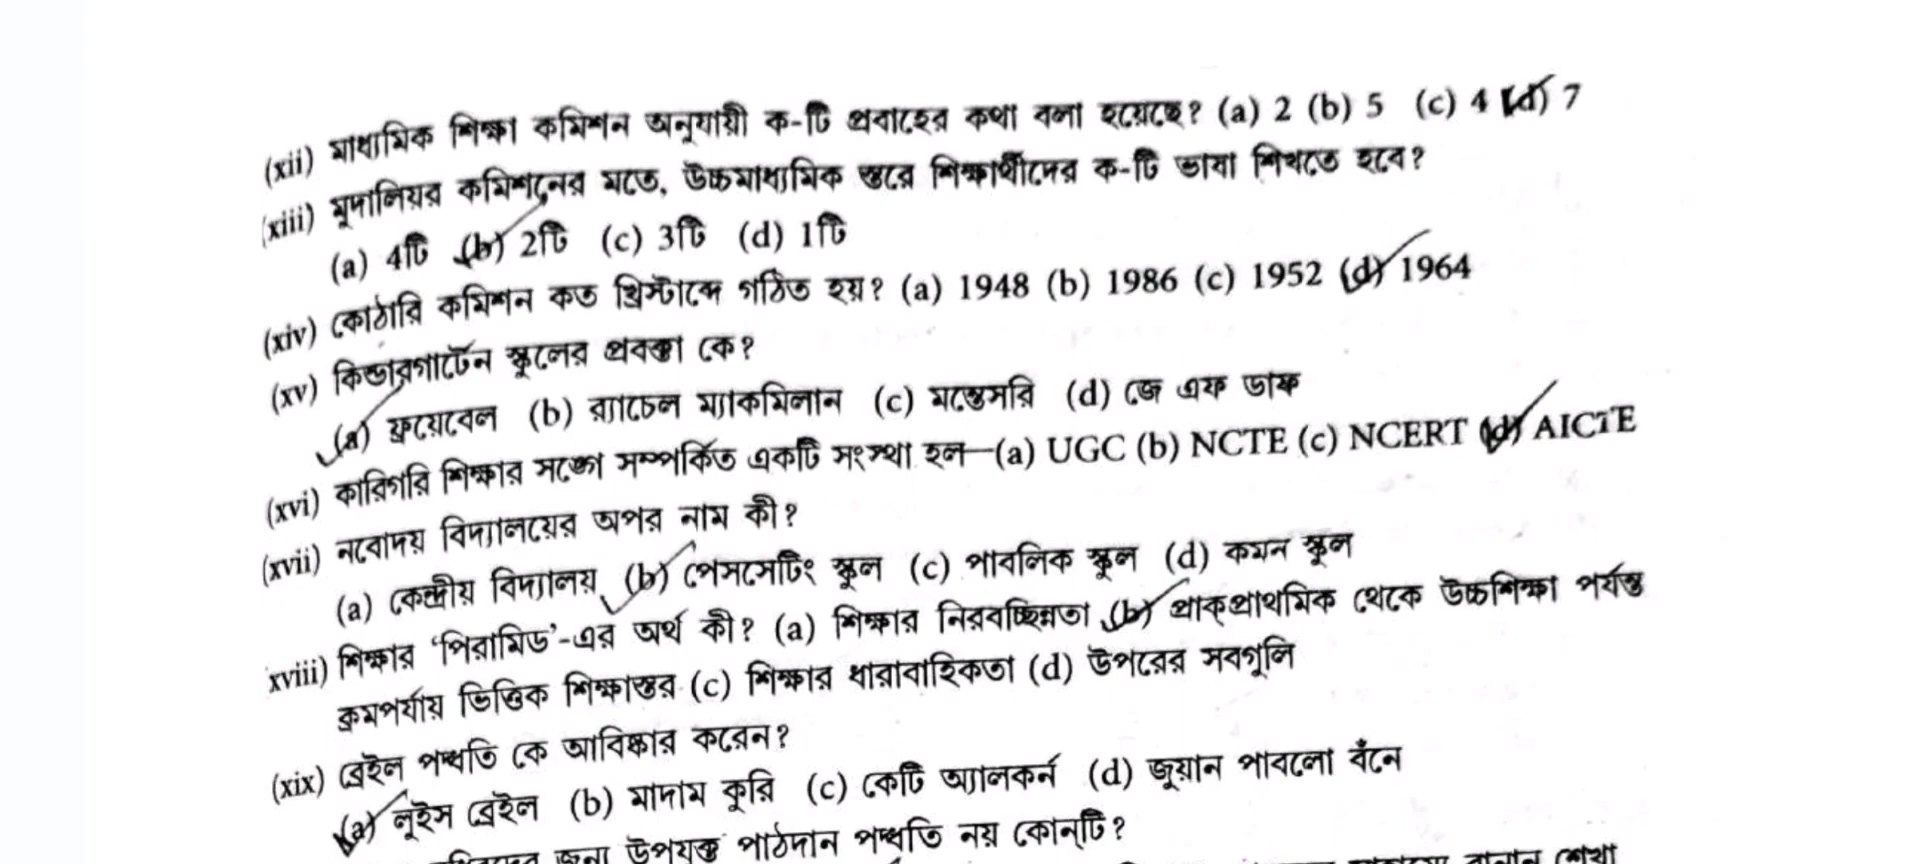 (xii) মাধ্যমিক শিক্ষা কমিশন অনুযায়ী ক-টি প্রবাহের কথা বলা হয়েছে? (a) 2 (b) 5 (c) 4 (d) 7
(xiii) মুদালিয়র কমিশনের মতে, উচ্চমাধ্যমিক স্তরে শিক্ষার্থীদের ক-টি ভাষা শিখতে হবে?
(a) 4টি (b) 2টি (c) 3টি (d) 1টি
(xiv) কোঠারি কমিশন কত খ্রিস্টাব্দে গঠিত হয়? (a) 1948 (b) 1986 (c) 1952 (d) 1964
(xv) কিন্ডারগার্টেন স্কুলের প্রবক্তা কে?
(a) ফ্রয়েবেল (b) র‍্যাচেল ম্যাকমিলান (c) মন্তেসরি (d) জে এফ ডাফ
(xvi) কারিগরি শিক্ষার সঙ্গে সম্পর্কিত একটি সংস্থা হল—(a) UGC (b) NCTE (c) NCERT (d) AICTE
(xvii) নবোদয় বিদ্যালয়ের অপর নাম কী?
(a) কেন্দ্রীয় বিদ্যালয় (b) পেসসেটিং স্কুল (c) পাবলিক স্কুল (d) কমন স্কুল
xviii) শিক্ষার ‘পিরামিড’-এর অর্থ কী? (a) শিক্ষার নিরবচ্ছিন্নতা (b) প্রাক্‌প্রাথমিক থেকে উচ্চশিক্ষা পর্যন্ত
ক্রমপর্যায় ভিত্তিক শিক্ষাস্তর (c) শিক্ষার ধারাবাহিকতা (d) উপরের সবগুলি
(xix) ব্রেইল পদ্ধতি কে আবিষ্কার করেন?
(a) লুইস ব্রেইল (b) মাদাম কুরি (c) কেটি অ্যালকর্ন (d) জুয়ান পাবলো বঁনে
জন্য উপযুক্ত পাঠদান পদ্ধতি নয় কোন্‌টি?
বানান শেখা